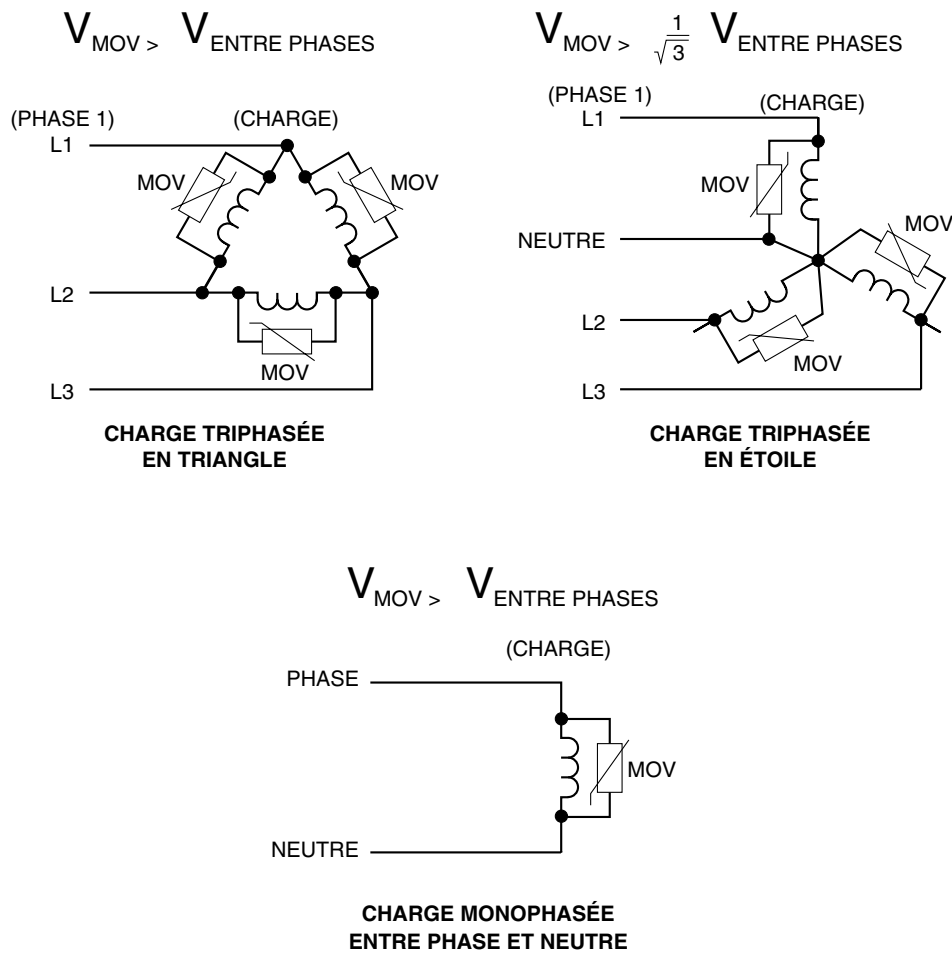 V MOV > V ENTRE PHASES
V MOV > 1/√3 V ENTRE PHASES
(PHASE 1)
(CHARGE)
L1
MOV
MOV
L2
MOV
L3
CHARGE TRIPHASÉE
EN TRIANGLE
(PHASE 1)
(CHARGE)
L1
MOV
NEUTRE
MOV
L2
MOV
L3
CHARGE TRIPHASÉE
EN ÉTOILE
V MOV > V ENTRE PHASES
(CHARGE)
PHASE
MOV
NEUTRE
CHARGE MONOPHASÉE
ENTRE PHASE ET NEUTRE